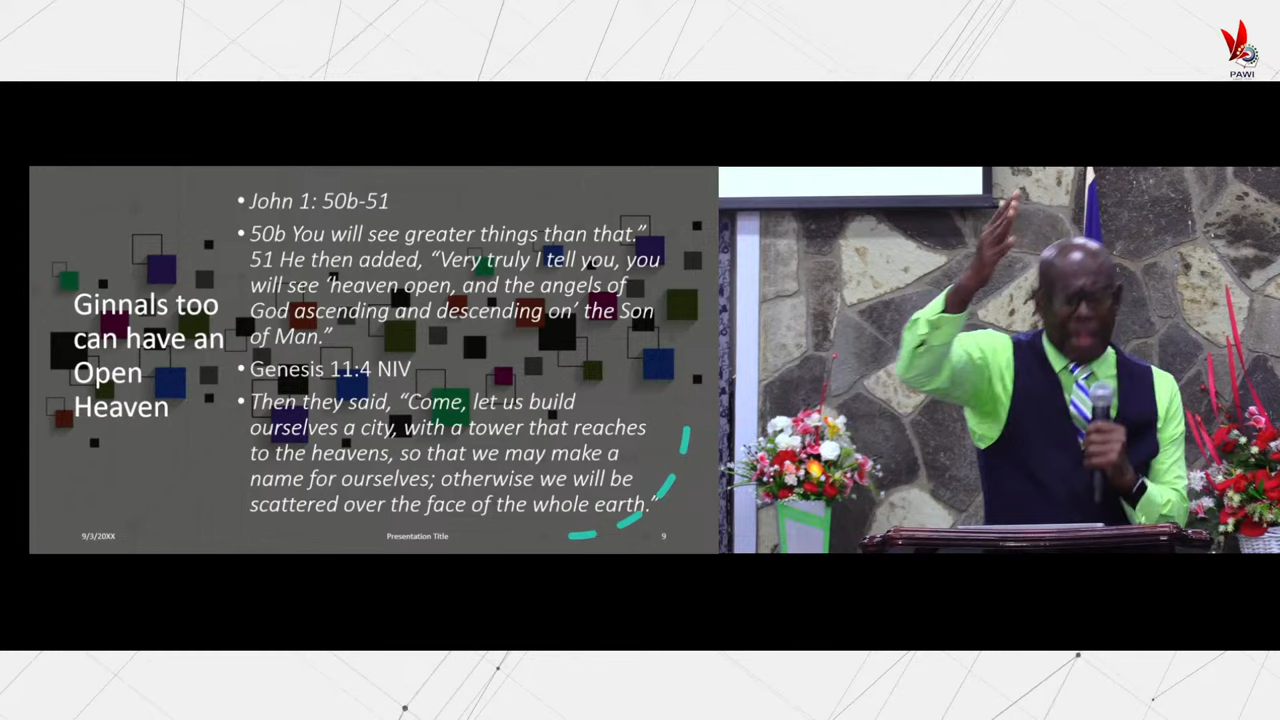 PAWI
Ginnals too
can have an
Open
Heaven
• John 1: 50b-51
• 50b You will see greater things than that.”
51 He then added, “Very truly I tell you, you
will see ‘heaven open, and the angels of
God ascending and descending on’ the Son
of Man.”
• Genesis 11:4 NIV
• Then they said, “Come, let us build
ourselves a city, with a tower that reaches
to the heavens, so that we may make a
name for ourselves; otherwise we will be
scattered over the face of the whole earth.”
9/3/20XX
Presentation Title
9